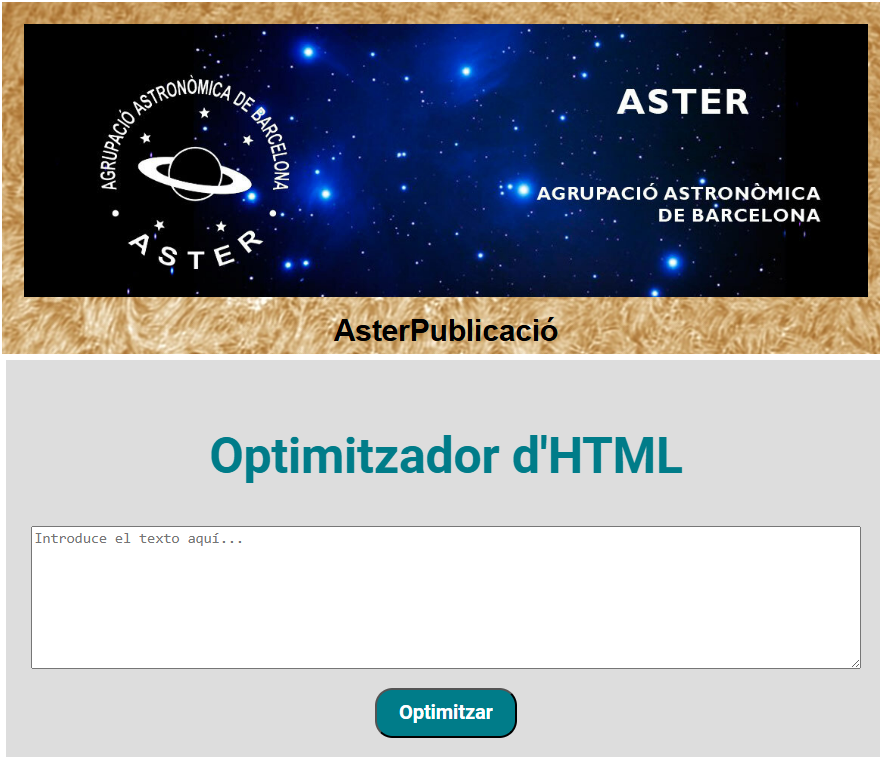 AGRUPACIÓ ASTRONÒMICA DE BARCELONA
ASTER
ASTER
AGRUPACIÓ ASTRONÒMICA
DE BARCELONA
AsterPublicació
Optimitzador d'HTML
Introduce el texto aquí...
Optimitzar